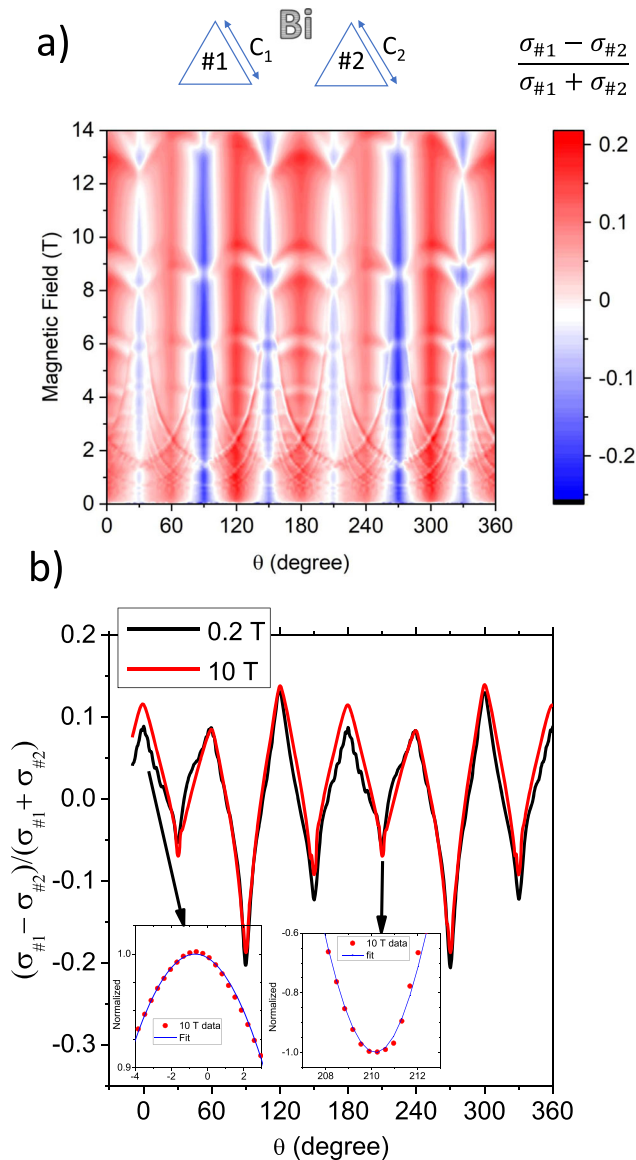 a)
Bi
#1
C1
#2
C2
σ#1 − σ#2
σ#1 + σ#2
14
12
10
8
6
4
2
0
Magnetic Field (T)
0 60 120 180 240 300 360
θ (degree)
0.2
0.1
0
-0.1
-0.2
b)
0.2 T
10 T
0.2
0.1
0.0
-0.1
-0.2
-0.3
(σ#1 − σ#2)/(σ#1 + σ#2)
1.0
0.9
Normalized
10 T data
Fit
-4 -2 0 2
-0.6
-0.8
-1.0
Normalized
10 T data
fit
208 210 212
0 60 120 180 240 300 360
θ (degree)